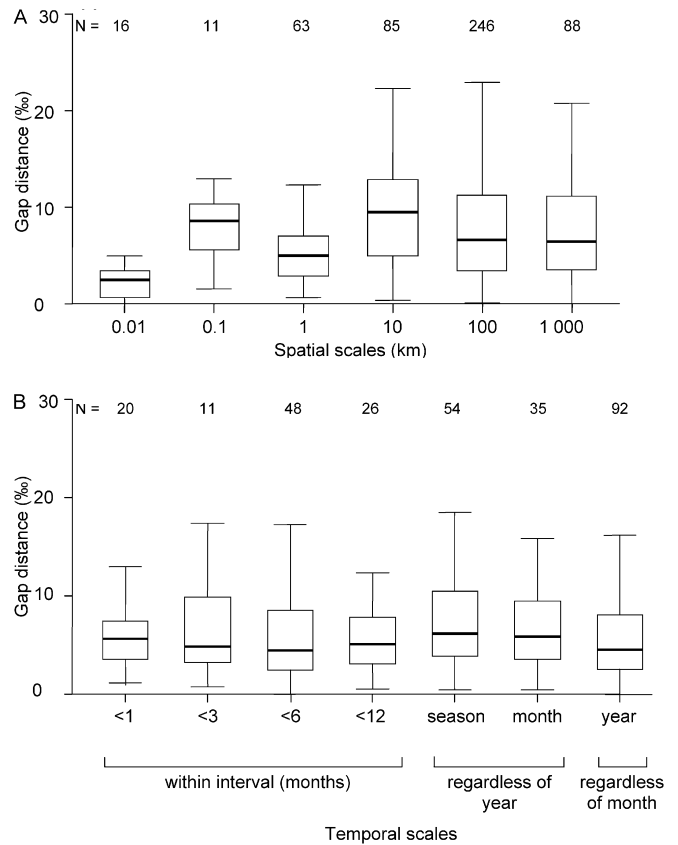 A
30
N = 16 11 63 85 246 88
20
10
0
Gap distance (‰)
0.01 0.1 1 10 100 1 000
Spatial scales (km)
B
30
N = 20 11 48 26 54 35 92
20
10
0
Gap distance (‰)
<1 <3 <6 <12 season month year
within interval (months)
regardless of year
regardless of month
Temporal scales